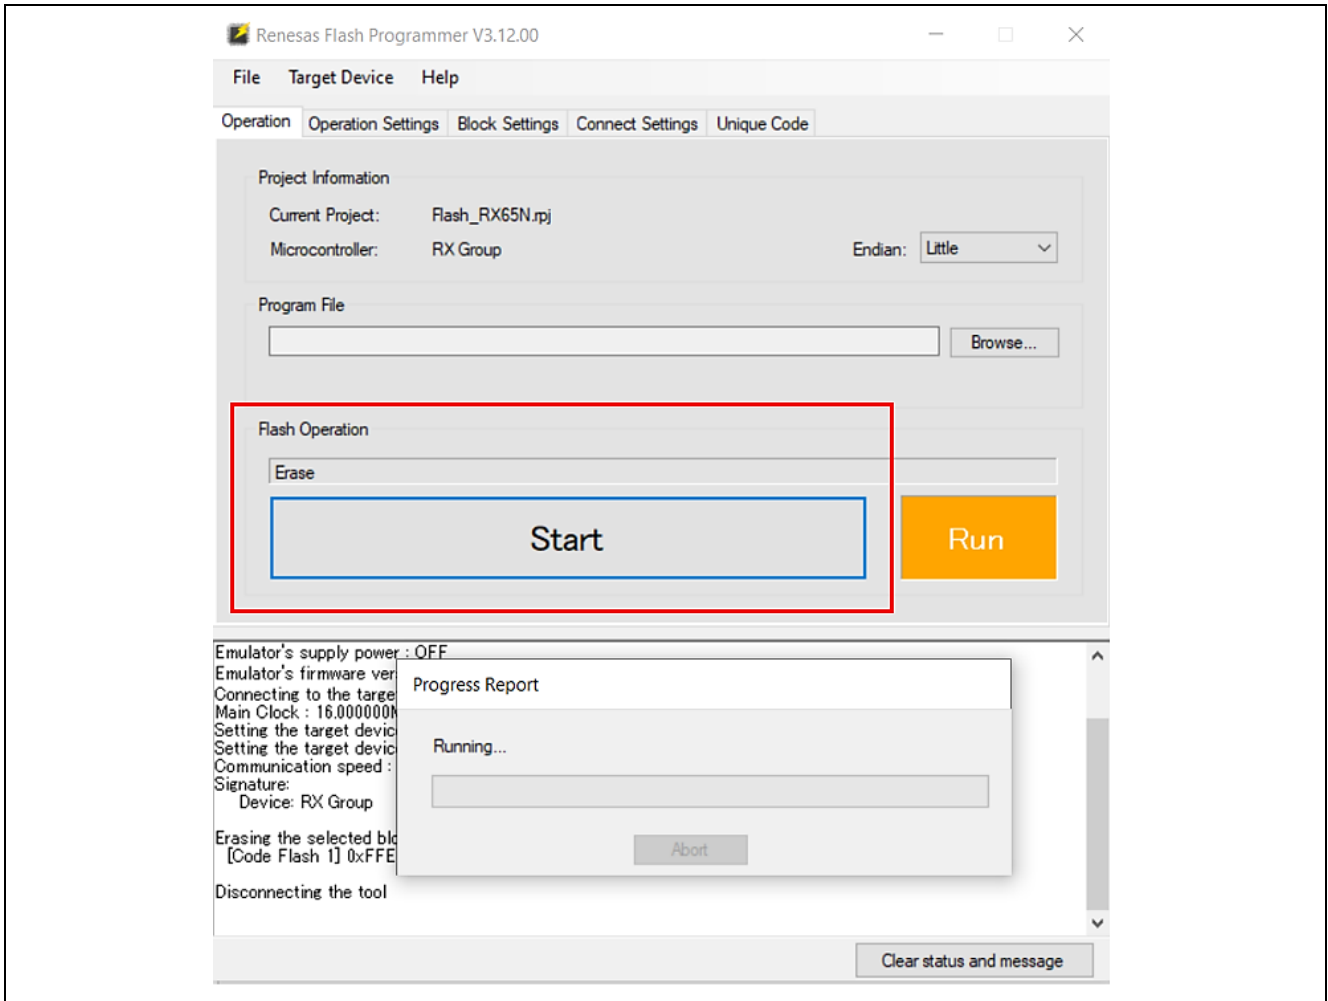 Renesas Flash Programmer V3.12.00
File Target Device Help
Operation Operation Settings Block Settings Connect Settings Unique Code
Project Information
Current Project: Flash_RX65N.rpj
Microcontroller: RX Group Endian: Little
Program File
Browse...
Flash Operation
Erase
Start Run
Emulator's supply power : OFF
Emulator's firmware ver
Connecting to the targe
Main Clock : 16.000000M
Setting the target devic
Setting the target devic
Communication speed :
Signature:
Device: RX Group
Erasing the selected blo
[Code Flash 1] 0xFFE
Disconnecting the tool
Progress Report
Running...
Abort
Clear status and message